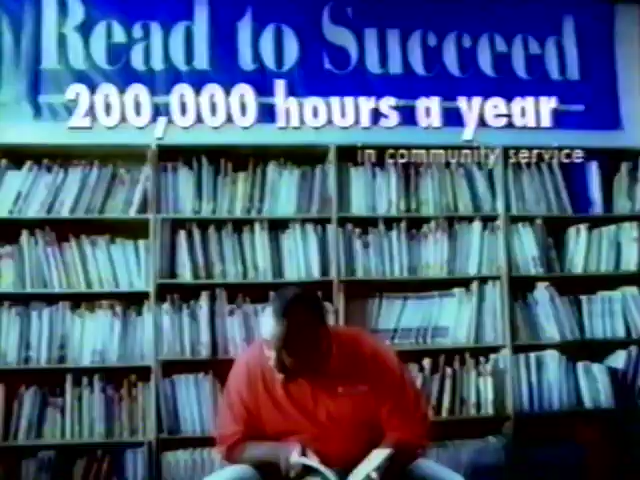 Read to Succeed
200,000 hours a year
in community service